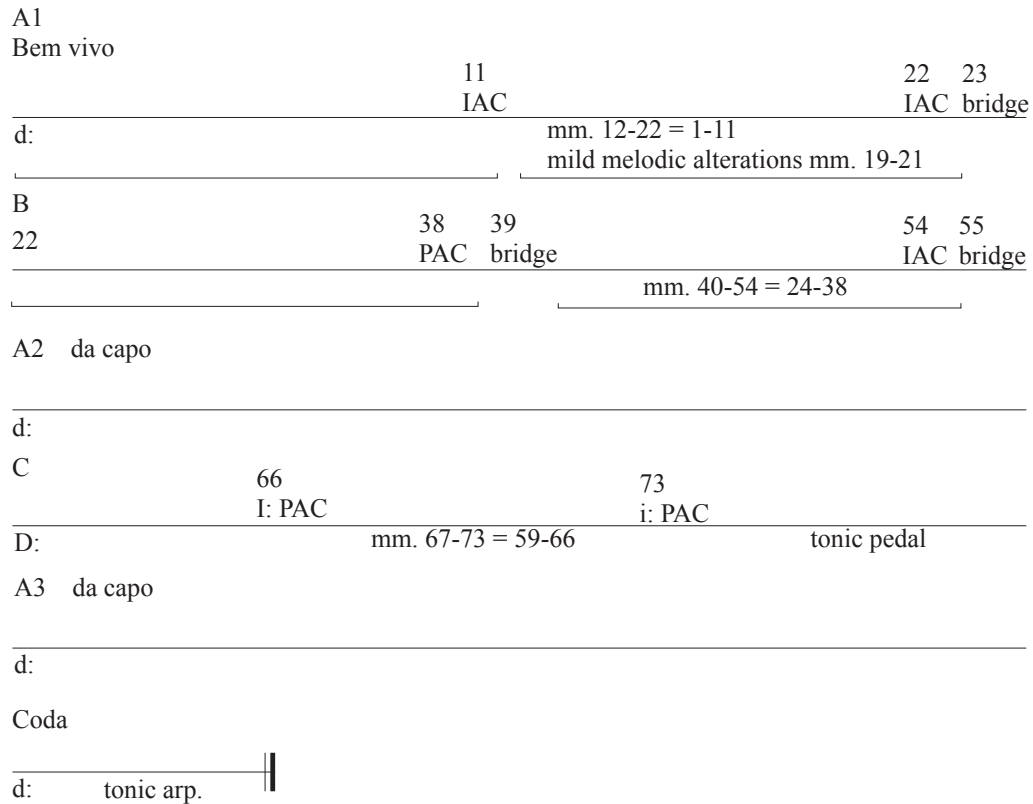 A1
Bem vivo
11 22 23
IAC IAC bridge
d: mm. 12-22 = 1-11
mild melodic alterations mm. 19-21
B
38 39 54 55
22 PAC bridge IAC bridge
mm. 40-54 = 24-38
A2 da capo
d:
C
66 73
I: PAC i: PAC
D: mm. 67-73 = 59-66 tonic pedal
A3 da capo
d:
Coda
d: tonic arp.